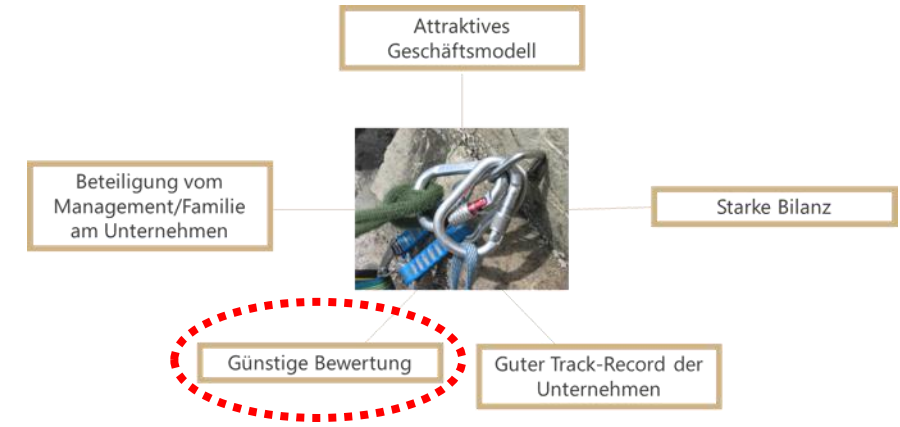 Attraktives
Geschäftsmodell
Beteiligung vom
Management/Familie
am Unternehmen
Starke Bilanz
Günstige Bewertung
Guter Track-Record der
Unternehmen